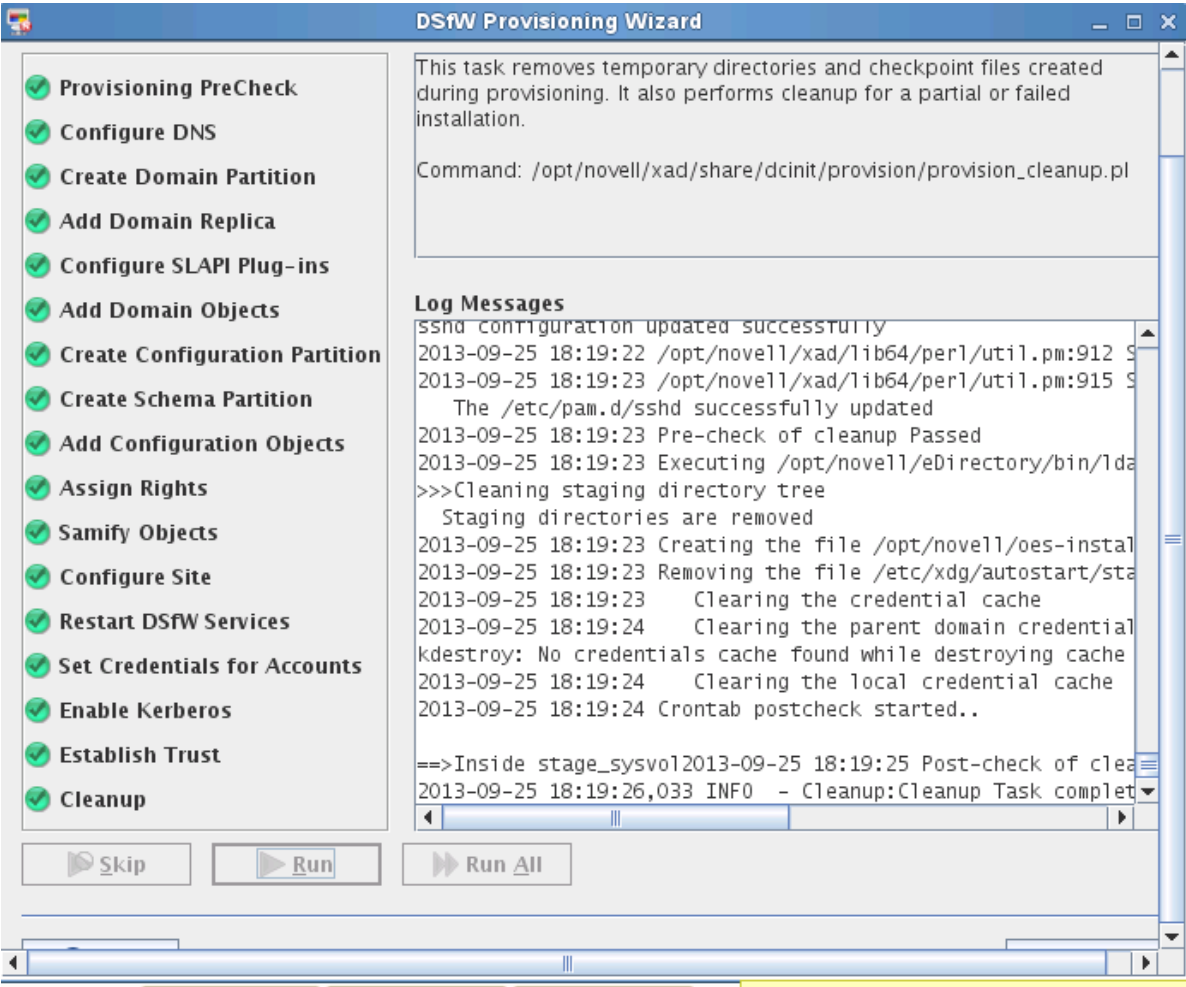 DSfW Provisioning Wizard
Provisioning PreCheck
Configure DNS
Create Domain Partition
Add Domain Replica
Configure SLAPI Plug-ins
Add Domain Objects
Create Configuration Partition
Create Schema Partition
Add Configuration Objects
Assign Rights
Samify Objects
Configure Site
Restart DSfW Services
Set Credentials for Accounts
Enable Kerberos
Establish Trust
Cleanup
This task removes temporary directories and checkpoint files created
during provisioning. It also performs cleanup for a partial or failed
installation.
Command: /opt/novell/xad/share/dcinit/provision/provision_cleanup.pl
Log Messages
sshd configuration updated successfully
2013-09-25 18:19:22 /opt/novell/xad/lib64/perl/util.pm:912 S
2013-09-25 18:19:23 /opt/novell/xad/lib64/perl/util.pm:915 S
The /etc/pam.d/sshd successfully updated
2013-09-25 18:19:23 Pre-check of cleanup Passed
2013-09-25 18:19:23 Executing /opt/novell/eDirectory/bin/lda
>>>Cleaning staging directory tree
Staging directories are removed
2013-09-25 18:19:23 Creating the file /opt/novell/oes-instal
2013-09-25 18:19:23 Removing the file /etc/xdg/autostart/sta
2013-09-25 18:19:23 Clearing the credential cache
2013-09-25 18:19:24 Clearing the parent domain credential
kdestroy: No credentials cache found while destroying cache
2013-09-25 18:19:24 Clearing the local credential cache
2013-09-25 18:19:24 Crontab postcheck started..
==>Inside stage_sysvol2013-09-25 18:19:25 Post-check of clea
2013-09-25 18:19:26,033 INFO - Cleanup:Cleanup Task complet
Skip
Run
Run All